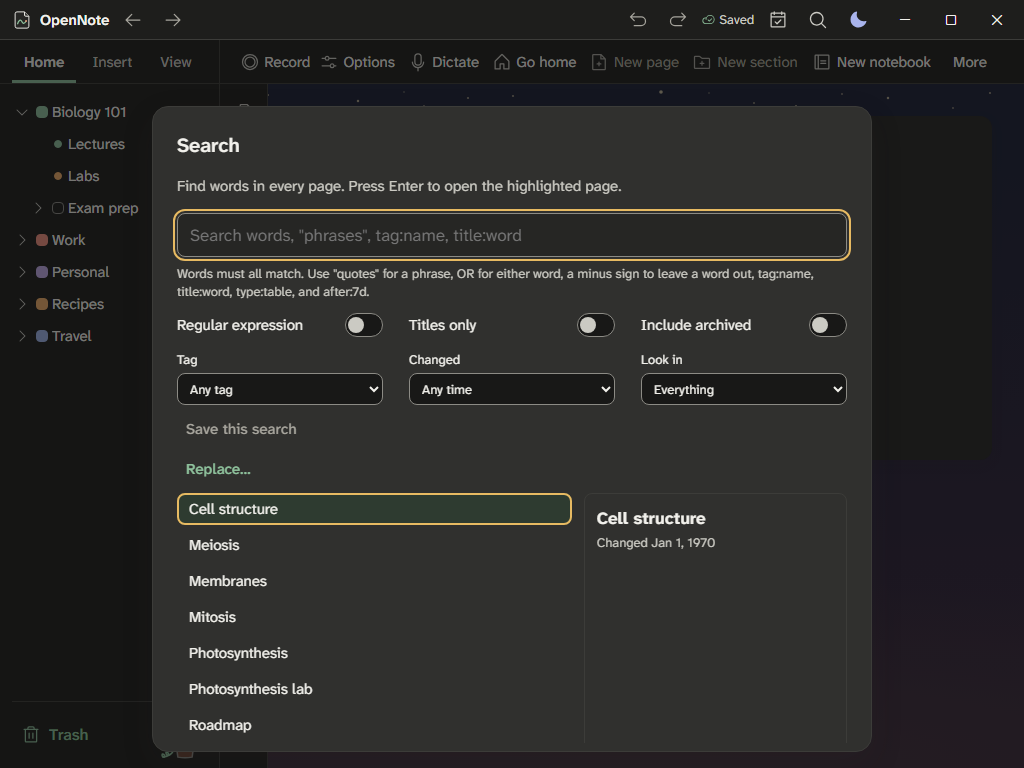 OpenNote
Saved
Home
Insert
View
Record
Options
Dictate
Go home
New page
New section
New notebook
More
Biology 101
Lectures
Labs
Exam prep
Work
Personal
Recipes
Travel
Trash
Search
Find words in every page. Press Enter to open the highlighted page.
Search words, "phrases", tag:name, title:word
Words must all match. Use "quotes" for a phrase, OR for either word, a minus sign to leave a word out, tag:name,
title:word, type:table, and after:7d.
Regular expression
Titles only
Include archived
Tag
Changed
Look in
Any tag
Any time
Everything
Save this search
Replace...
Cell structure
Meiosis
Membranes
Mitosis
Photosynthesis
Photosynthesis lab
Roadmap
Cell structure
Changed Jan 1, 1970